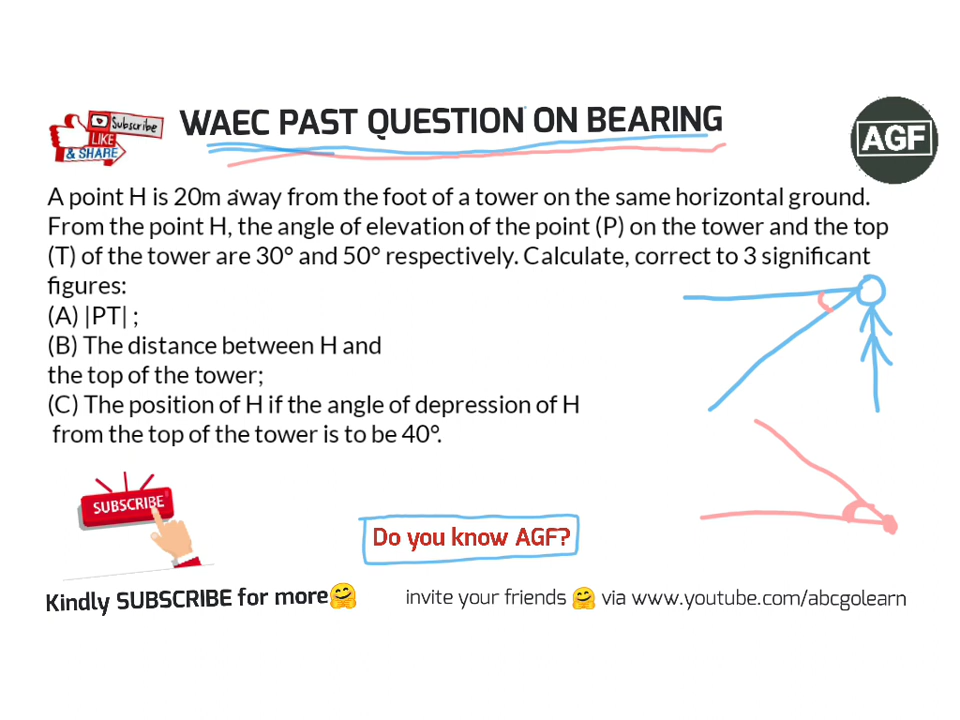 WAEC PAST QUESTION ON BEARING
Subscribe
LIKE
& SHARE
AGF
A point H is 20m away from the foot of a tower on the same horizontal ground.
From the point H, the angle of elevation of the point (P) on the tower and the top
(T) of the tower are 30° and 50° respectively. Calculate, correct to 3 significant
figures:
(A) |PT| ;
(B) The distance between H and
the top of the tower;
(C) The position of H if the angle of depression of H
from the top of the tower is to be 40°.
SUBSCRIBE
Do you know AGF?
Kindly SUBSCRIBE for more🤗
invite your friends 🤗 via www.youtube.com/abcgolearn